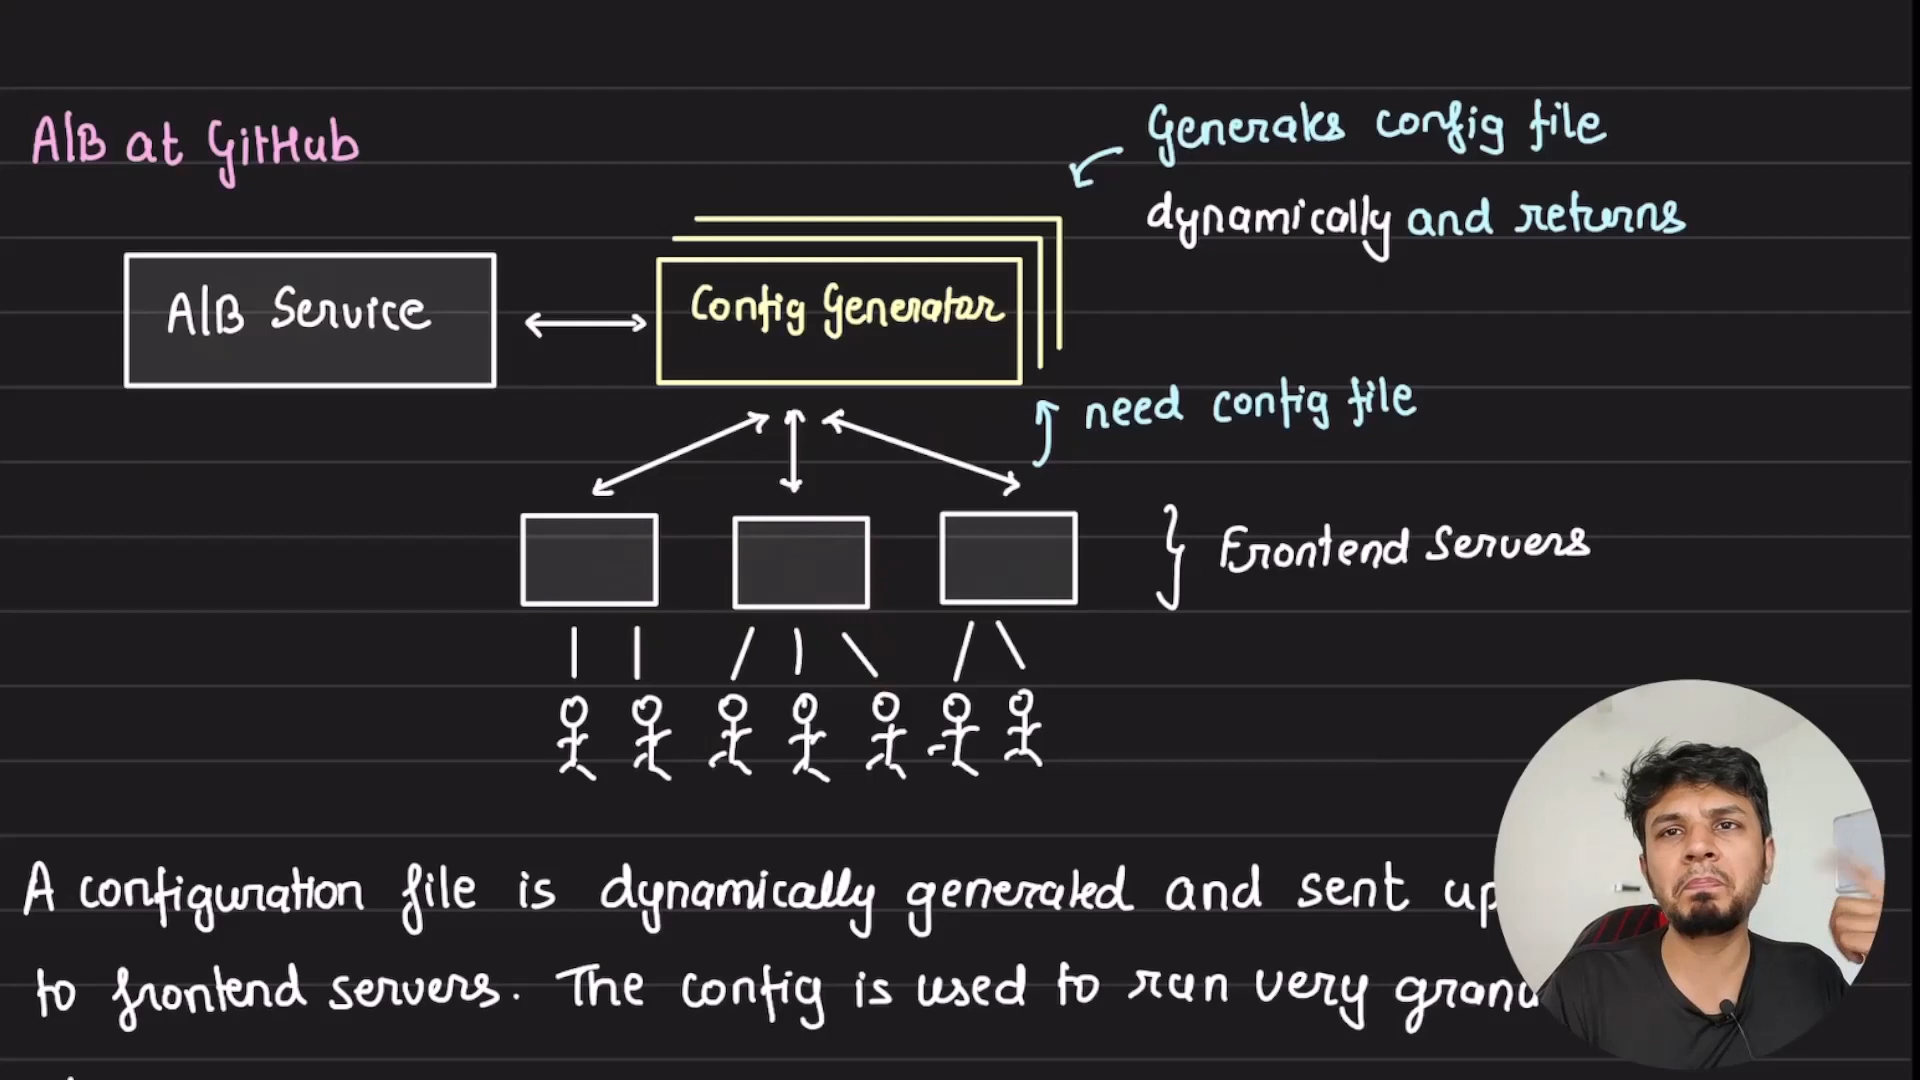 A/B at GitHub
Generates config file
dynamically and returns
A/B Service
Config Generator
need config file
Frontend Servers
A configuration file is dynamically generated and sent up
to frontend servers. The config is used to run very